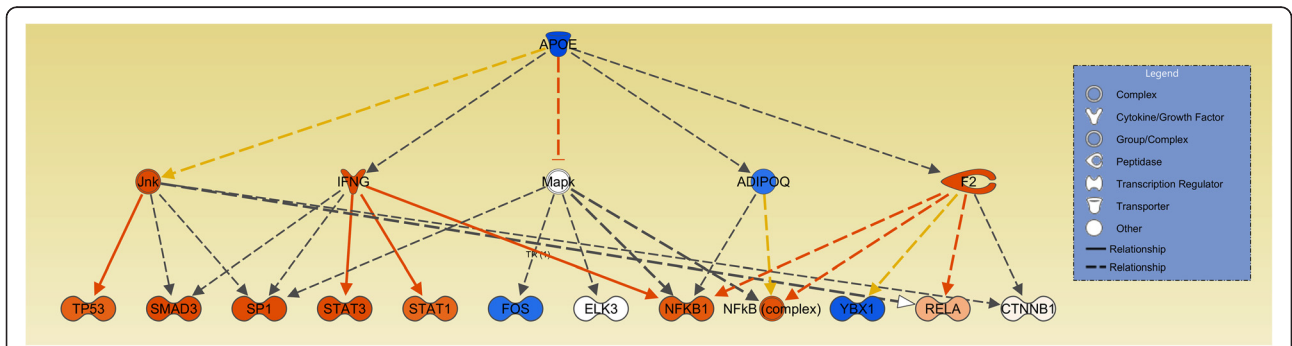 APOE
Legend
Complex
Cytokine/Growth Factor
Group/Complex
Peptidase
Transcription Regulator
Transporter
Other
Relationship
Relationship
Jnk
IFNG
Mapk
ADIPOQ
F2
TP53
SMAD3
SP1
STAT3
STAT1
FOS
ELK3
NFKB1
NFkB (complex)
YBX1
RELA
CTNNB1